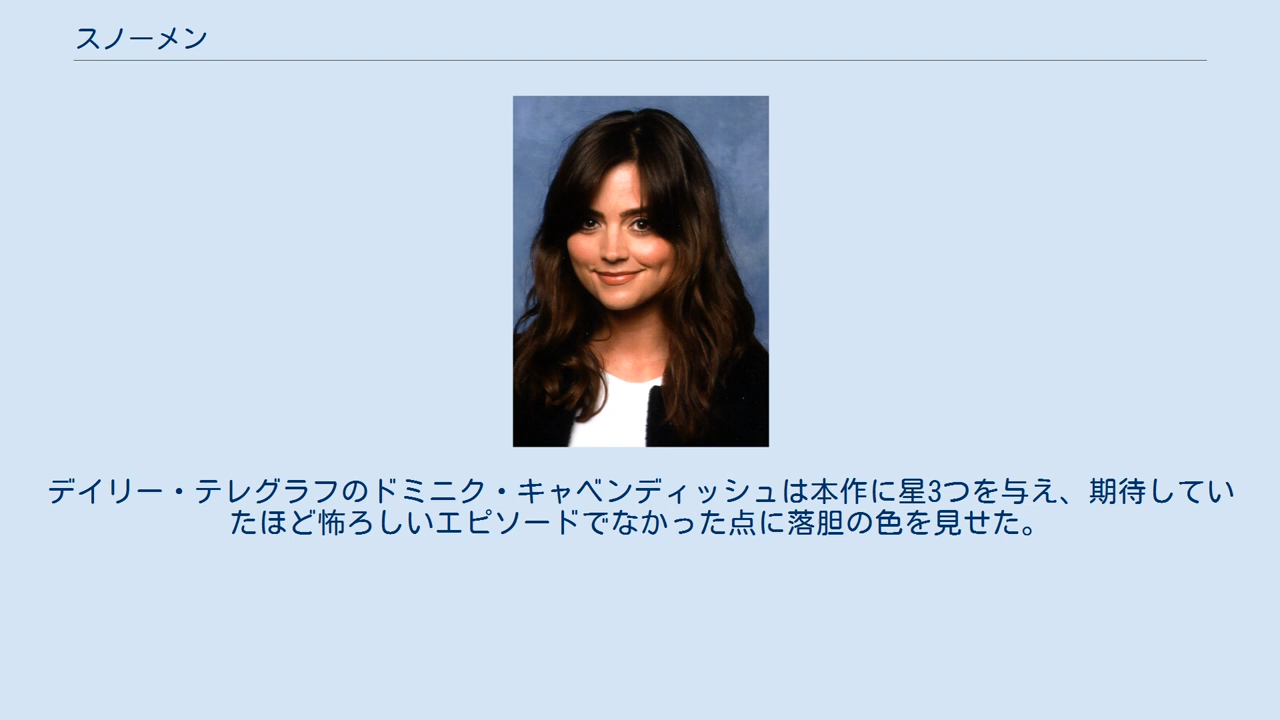 スノーメン
デイリー・テレグラフのドミニク・キャベンディッシュは本作に星3つを与え、期待してい
たほど怖ろしいエピソードでなかった点に落胆の色を見せた。